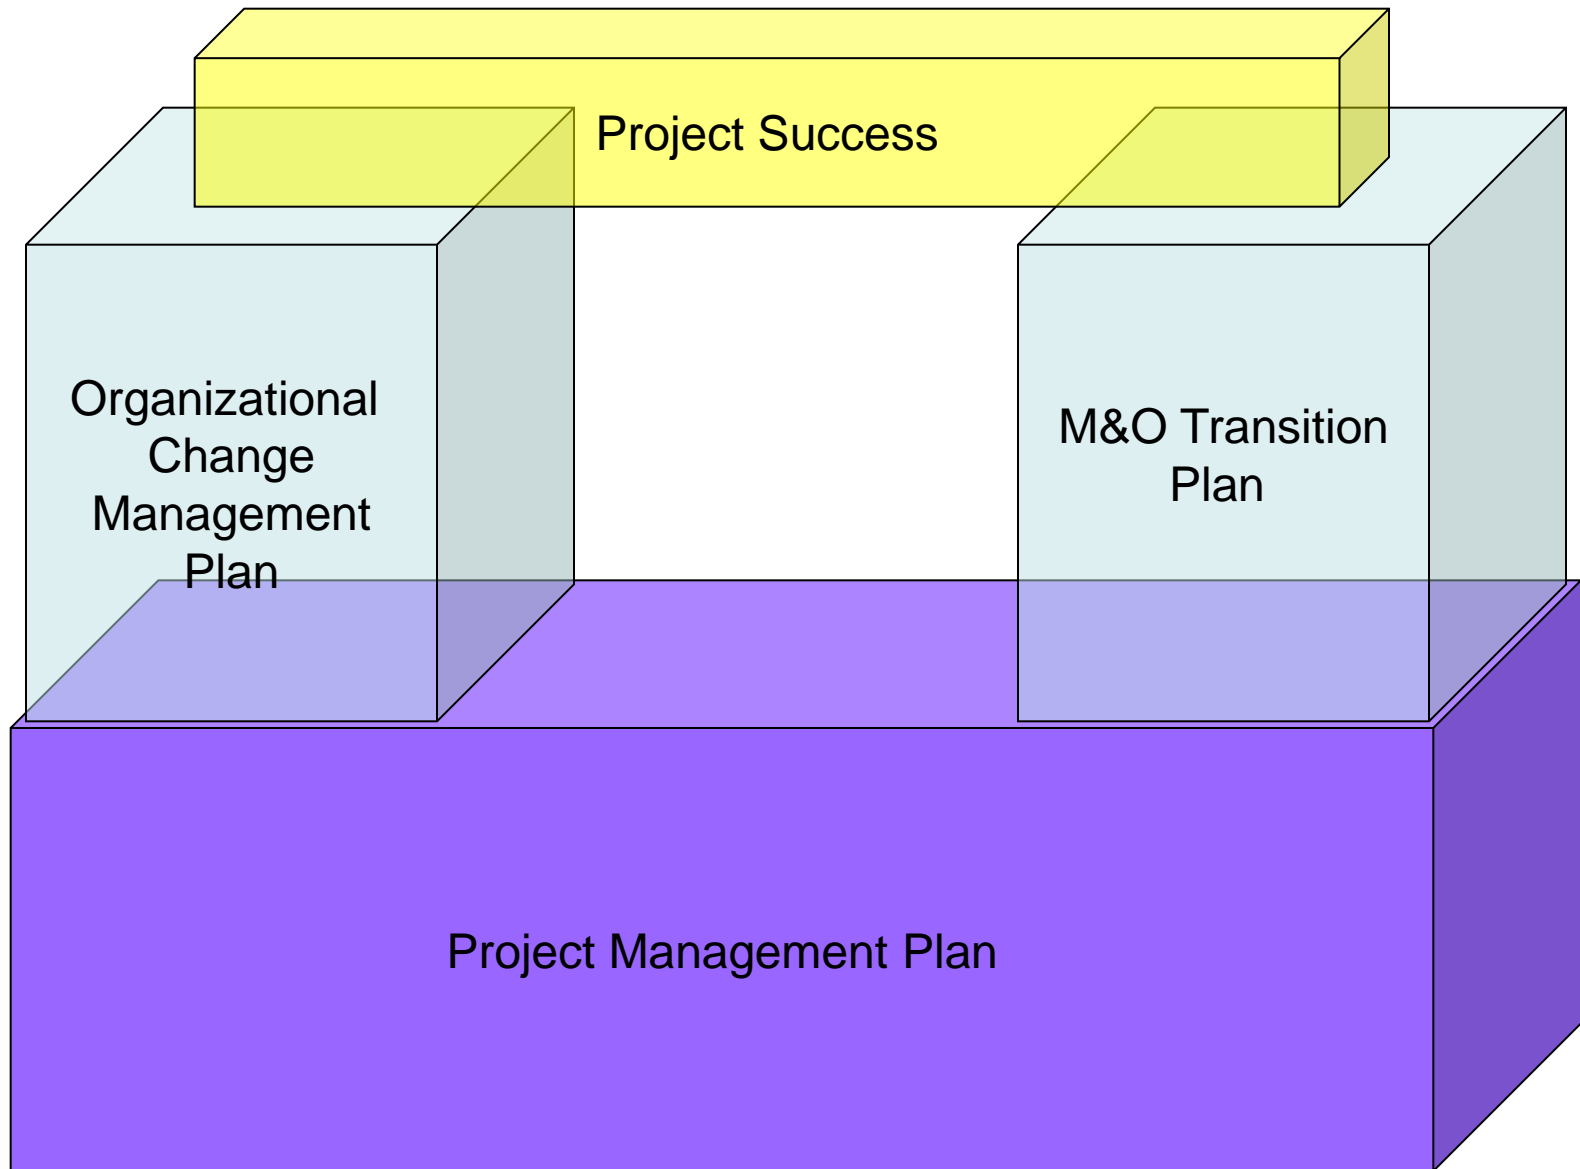 Project Success
Organizational
Change
Management
Plan
M&O Transition
Plan
Project Management Plan